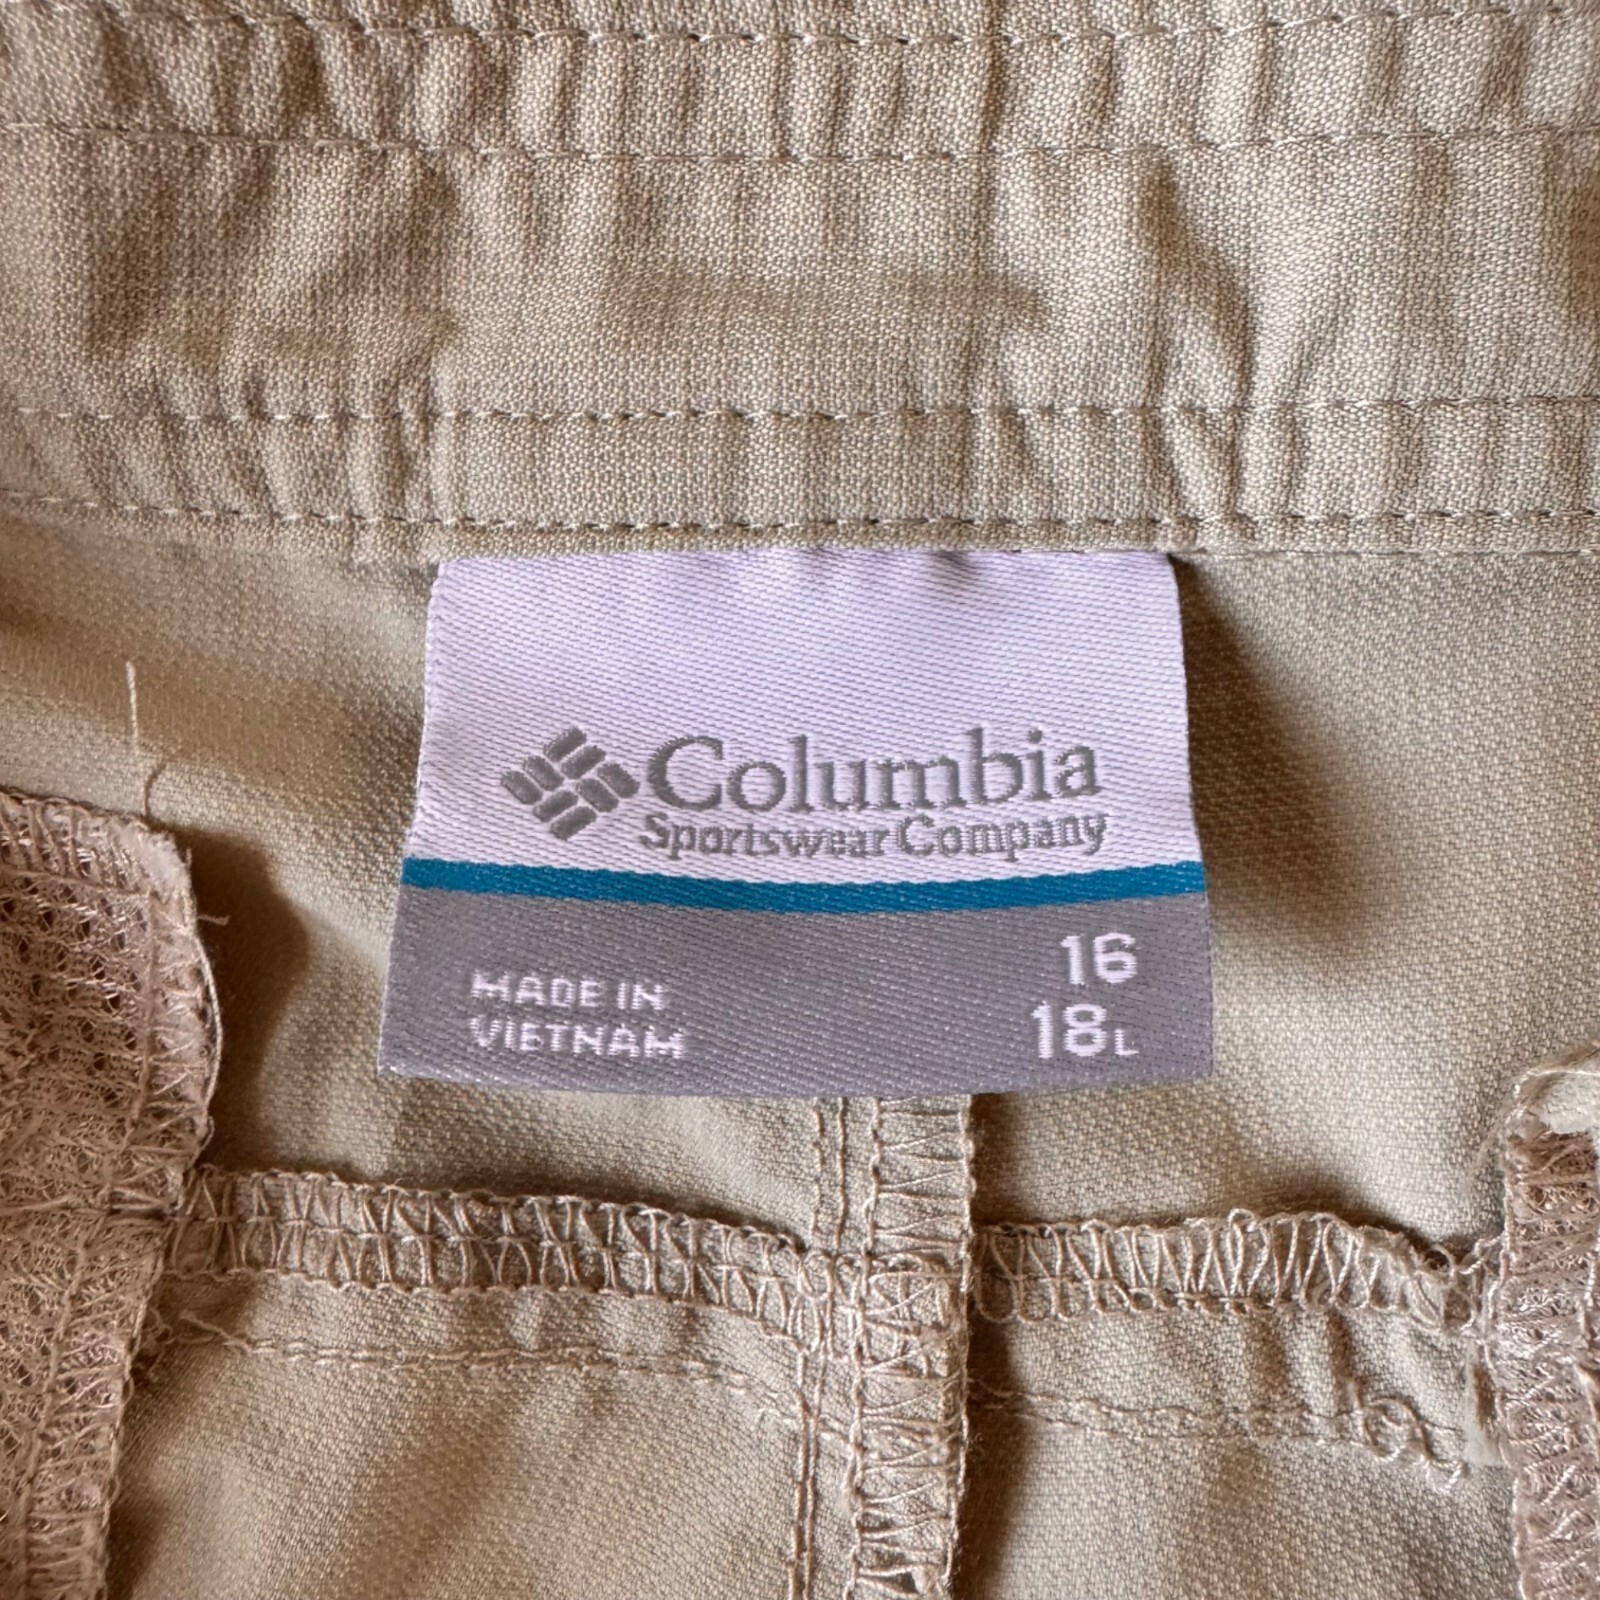 Columbia
Sportswear Company
16
MADE IN
VIETNAM
18L